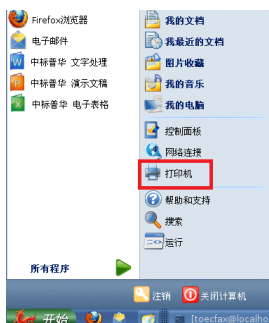 Firefox浏览器
电子邮件
中标普华 文字处理
中标普华 演示文稿
中标普华 电子表格
所有程序
我的文档
我最近的文档
图片收藏
我的音乐
我的电脑
控制面板
网络连接
打印机
帮助和支持
搜索
运行
注销 关闭计算机
开始
[toecfax@localho